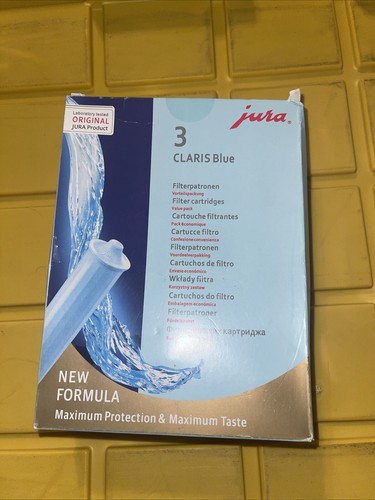 Laboratory tested
ORIGINAL
JURA Product
jura
3
CLARIS Blue
Filterpatronen
Vorteilspackung
Filter cartridges
Value pack
Cartouche filtrantes
Pack économique
Cartucce filtro
Confezione convenienza
Filterpatronen
Voordeelverpakking
Cartuchos de filtro
Envase económico
Wkłady filtra
Korzystny zestaw
Cartuchos do filtro
Embalagem económica
Filterpatroner
картриджа
NEW
FORMULA
Maximum Protection & Maximum Taste